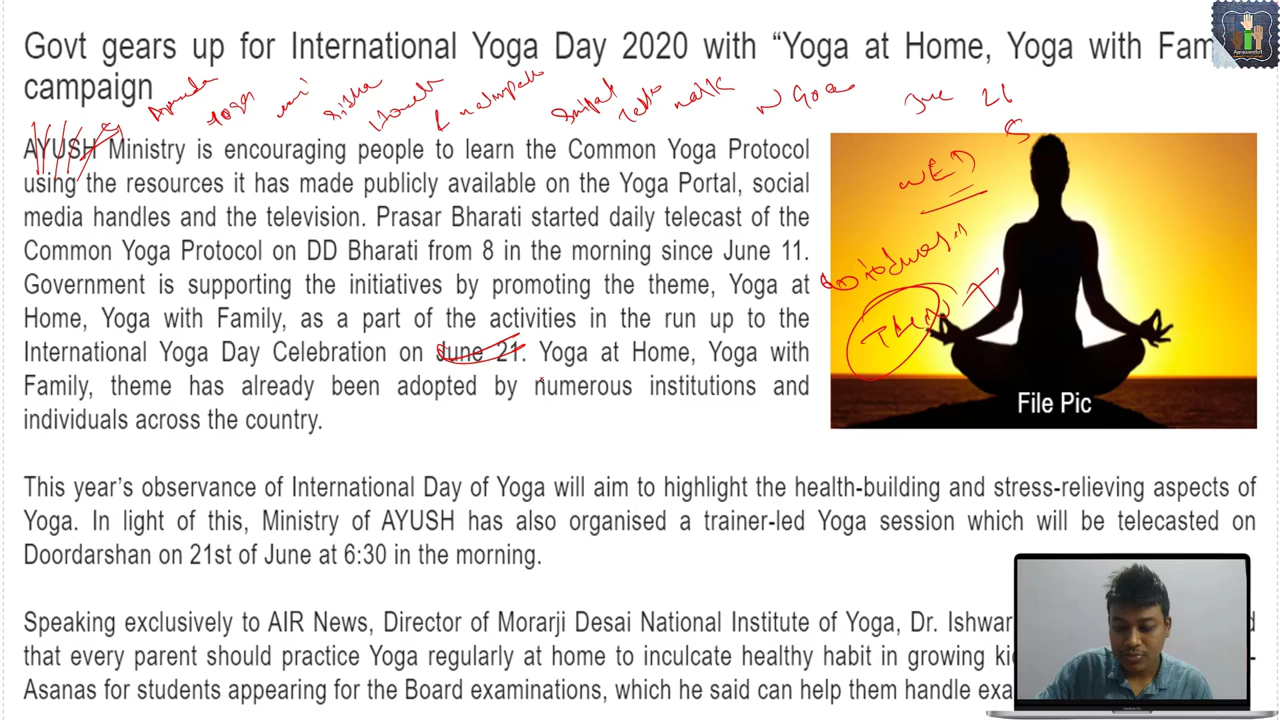 Govt gears up for International Yoga Day 2020 with “Yoga at Home, Yoga with Fam
campaign
AYUSH Ministry is encouraging people to learn the Common Yoga Protocol
using the resources it has made publicly available on the Yoga Portal, social
media handles and the television. Prasar Bharati started daily telecast of the
Common Yoga Protocol on DD Bharati from 8 in the morning since June 11.
Government is supporting the initiatives by promoting the theme, Yoga at
Home, Yoga with Family, as a part of the activities in the run up to the
International Yoga Day Celebration on June 21. Yoga at Home, Yoga with
Family, theme has already been adopted by numerous institutions and
individuals across the country.
WED
File Pic
This year’s observance of International Day of Yoga will aim to highlight the health-building and stress-relieving aspects of
Yoga. In light of this, Ministry of AYUSH has also organised a trainer-led Yoga session which will be telecasted on
Doordarshan on 21st of June at 6:30 in the morning.
Speaking exclusively to AIR News, Director of Morarji Desai National Institute of Yoga, Dr. Ishwar
that every parent should practice Yoga regularly at home to inculcate healthy habit in growing
Asanas for students appearing for the Board examinations, which he said can help them handle